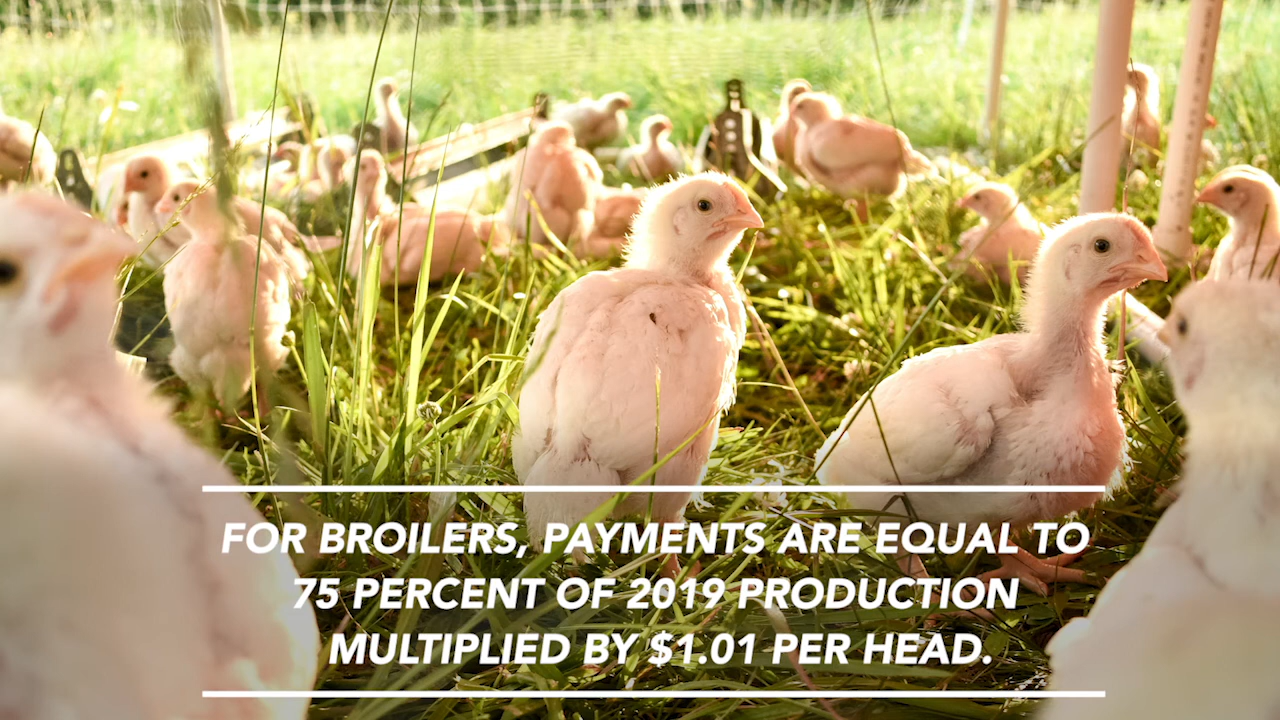 FOR BROILERS, PAYMENTS ARE EQUAL TO
75 PERCENT OF 2019 PRODUCTION
MULTIPLIED BY $1.01 PER HEAD.